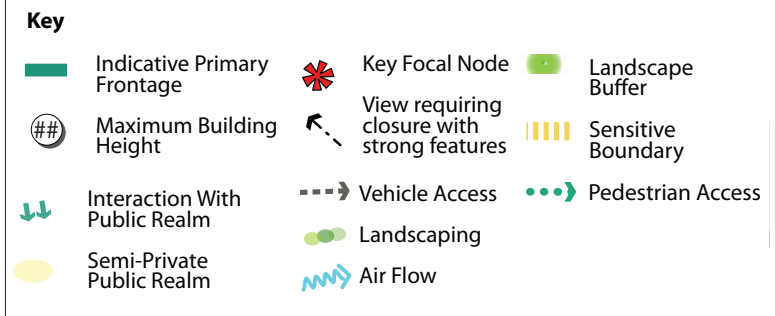 Key
Indicative Primary
Frontage
##
Maximum Building
Height
Interaction With
Public Realm
Semi-Private
Public Realm
Key Focal Node
View requiring
closure with
strong features
Vehicle Access
Landscaping
Air Flow
Landscape
Buffer
Sensitive
Boundary
Pedestrian Access